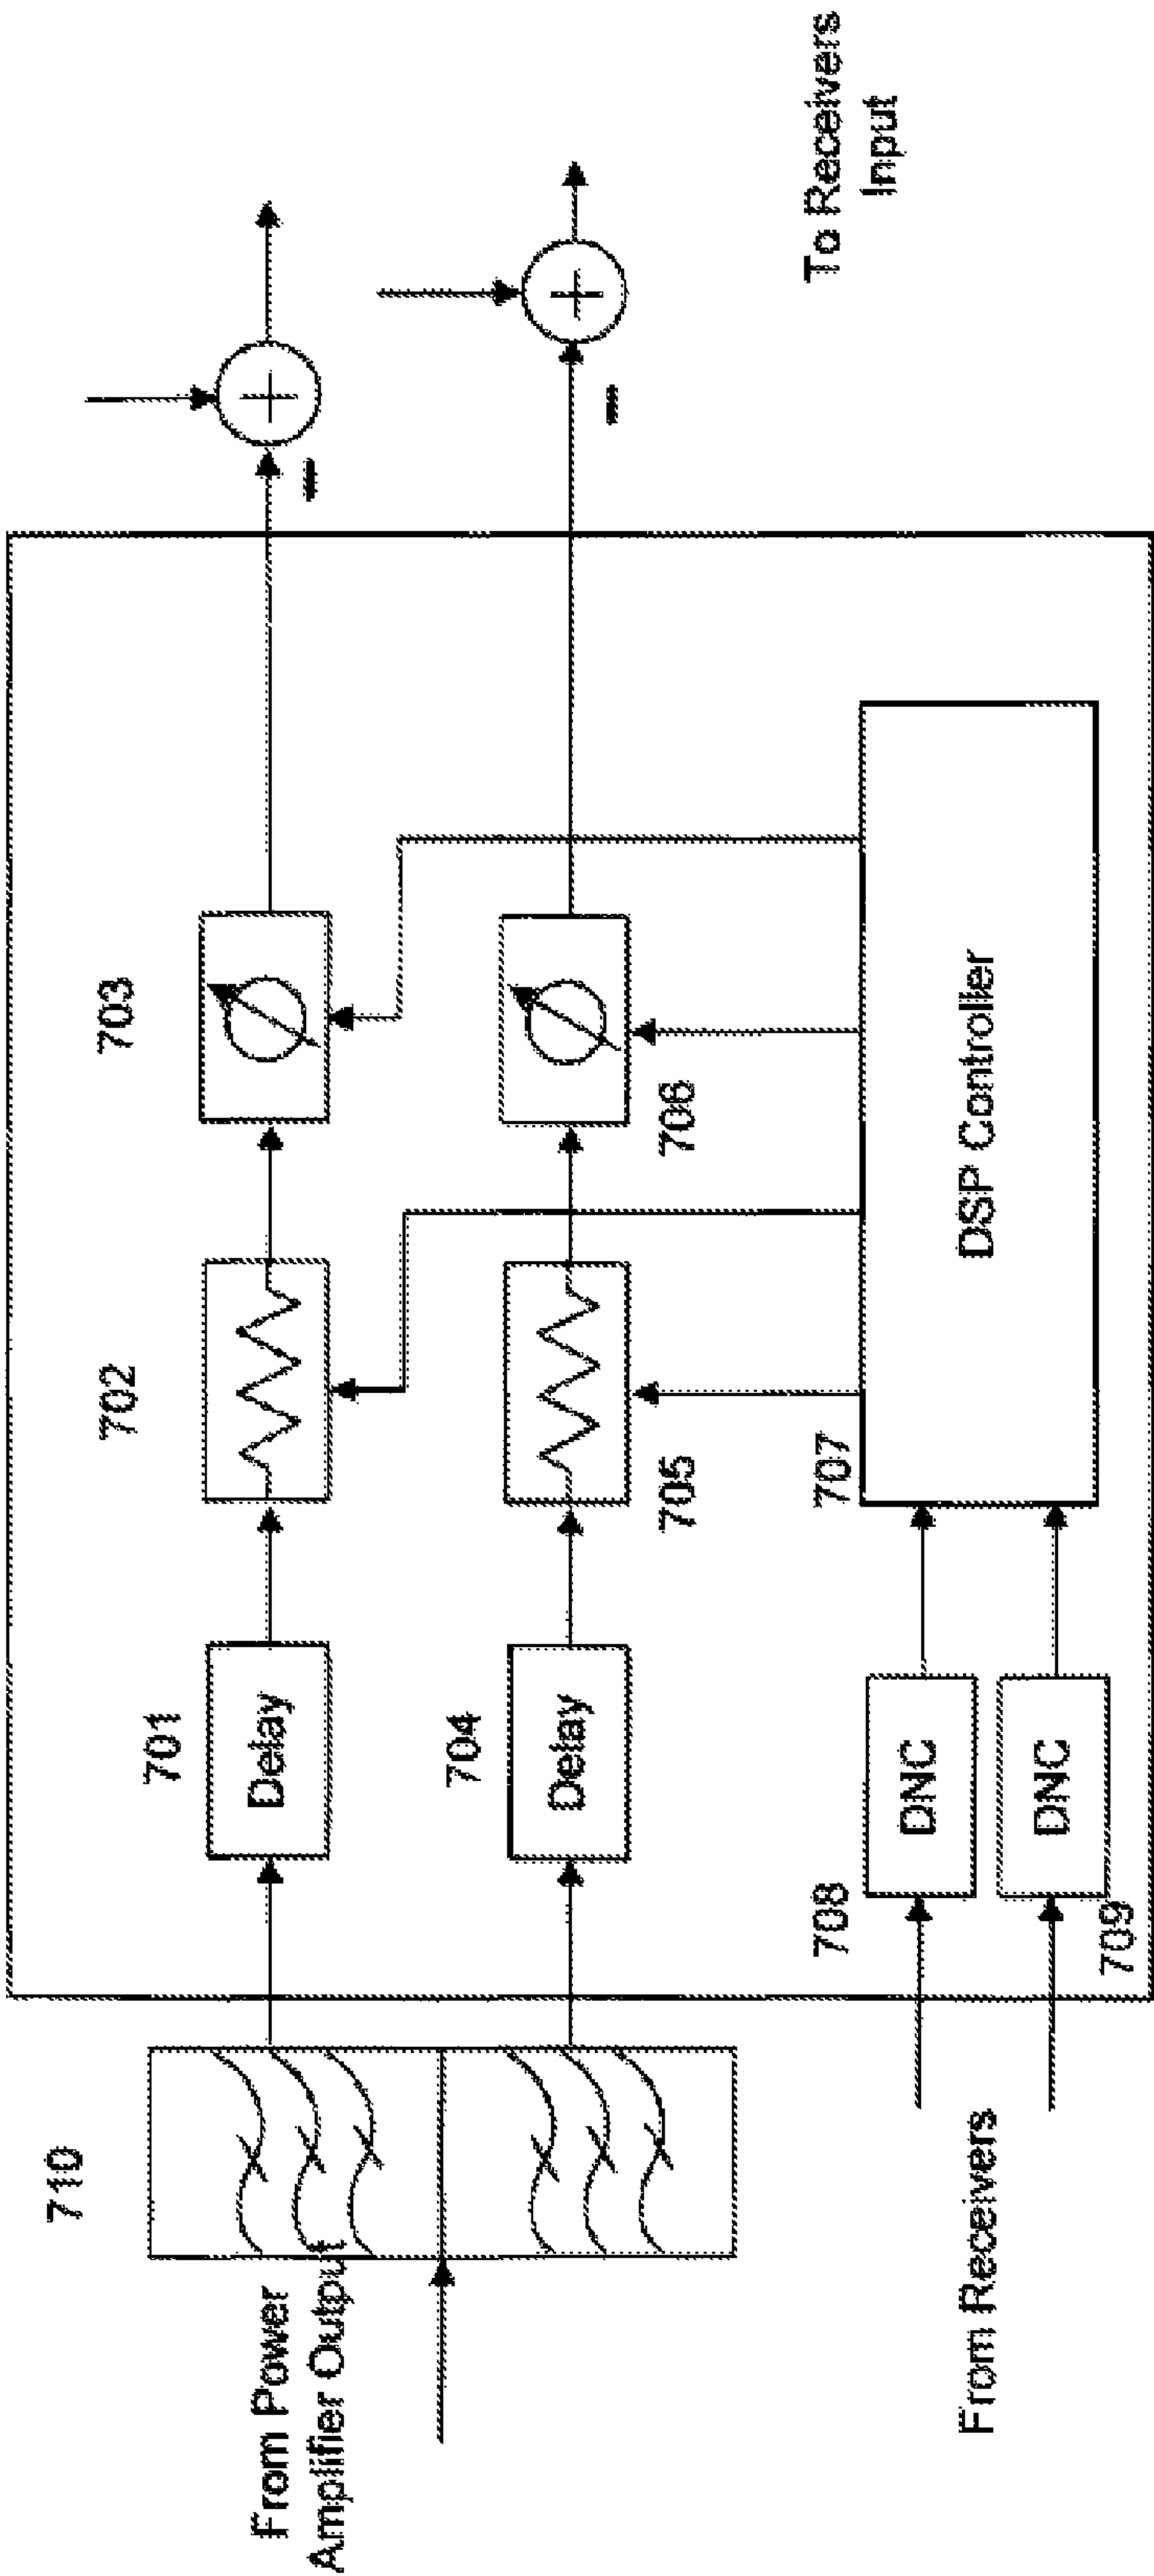 710
From Power
Amplifier Output
701
Delay
702
703
704
Delay
705
706
707
DSP Controller
708
DNC
DNC
709
From Receivers
To Receivers
Input